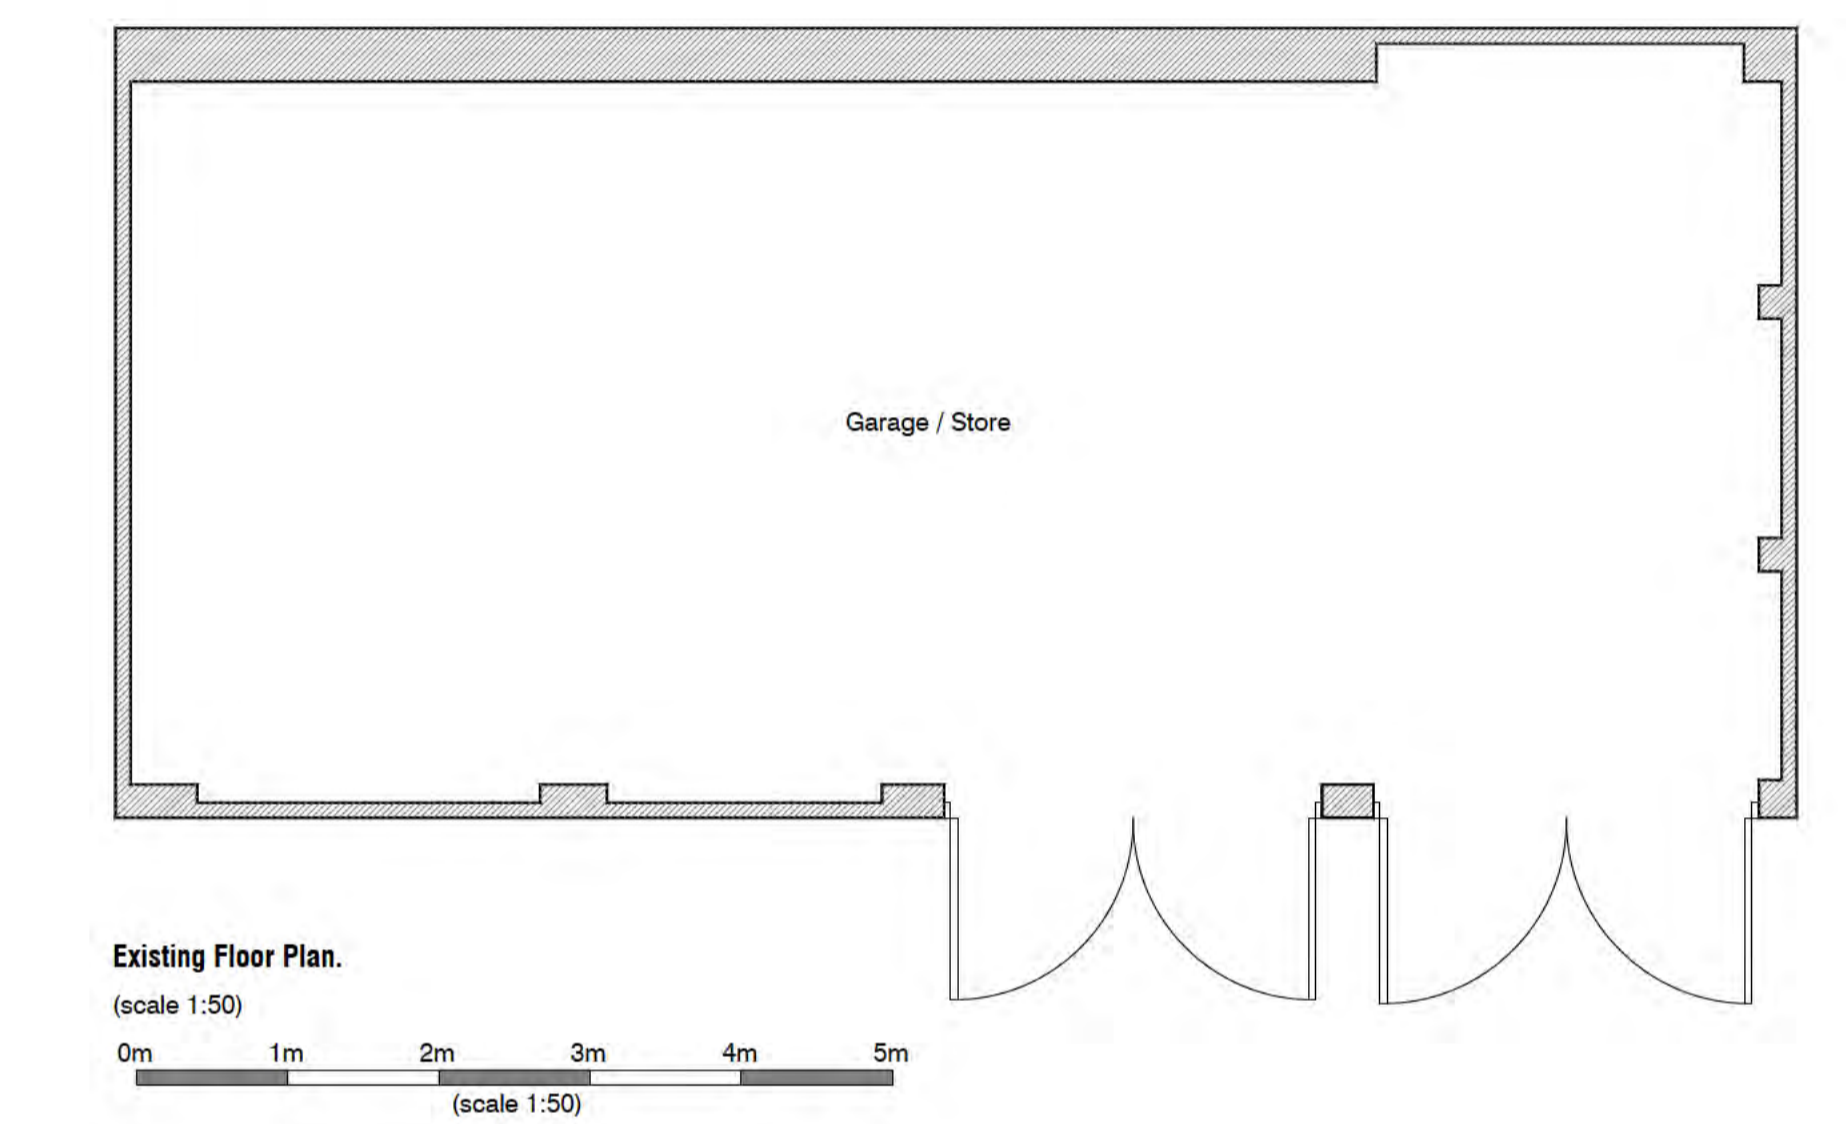 Garage / Store
Existing Floor Plan.
(scale 1:50)
0m 1m 2m 3m 4m 5m
(scale 1:50)